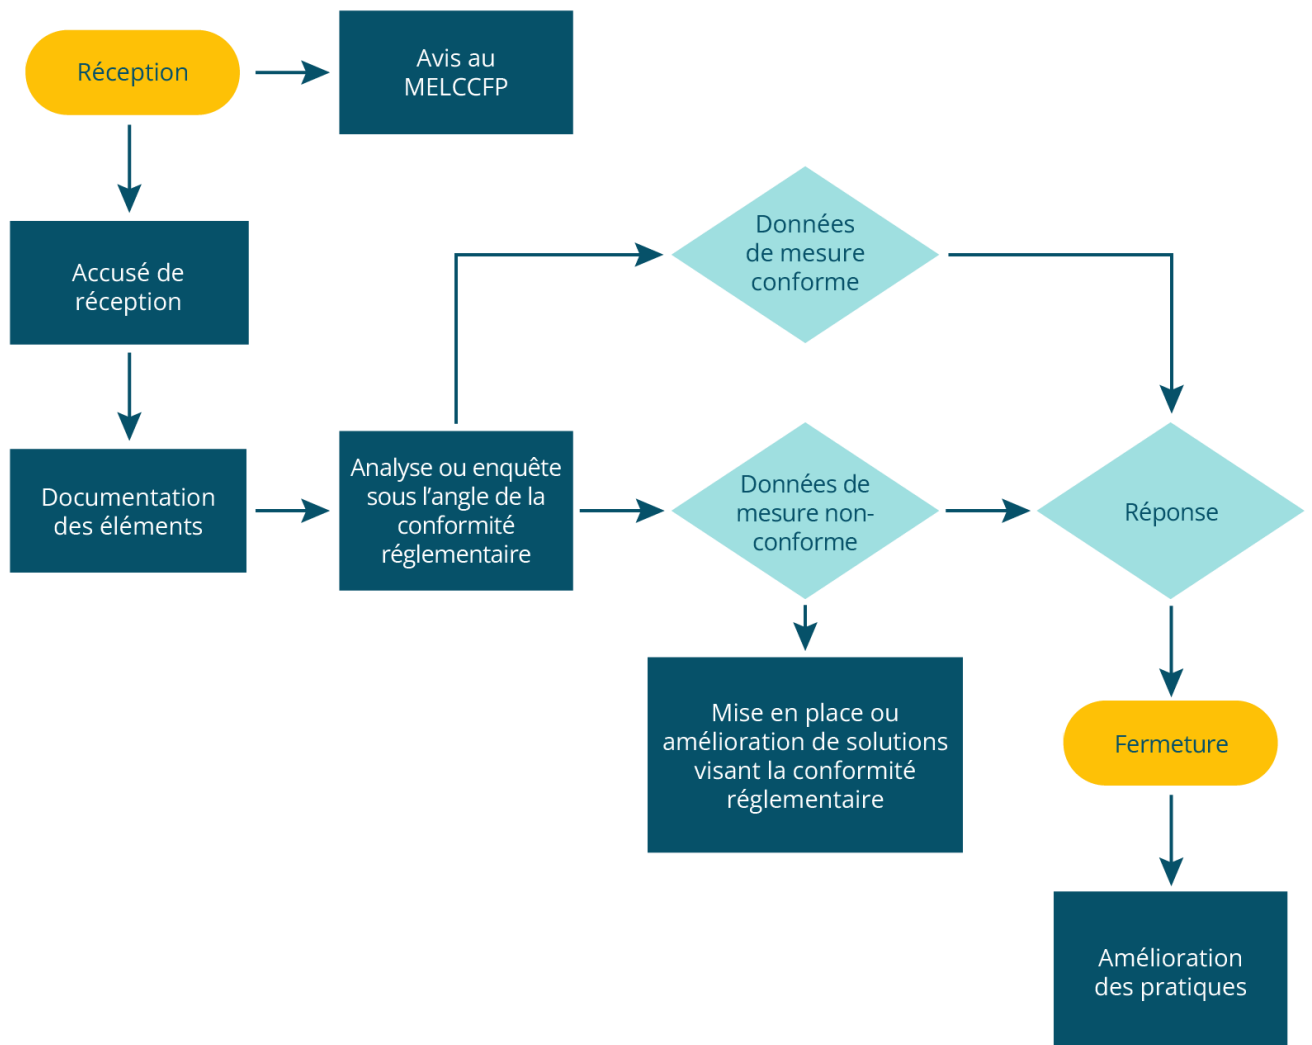 Réception
Avis au
MELCCFP
Accusé de
réception
Données
de mesure
conforme
Documentation
des éléments
Analyse ou enquête
sous l’angle de la
conformité
réglementaire
Données de
mesure non-
conforme
Réponse
Mise en place ou
amélioration de solutions
visant la conformité
réglementaire
Fermeture
Amélioration
des pratiques